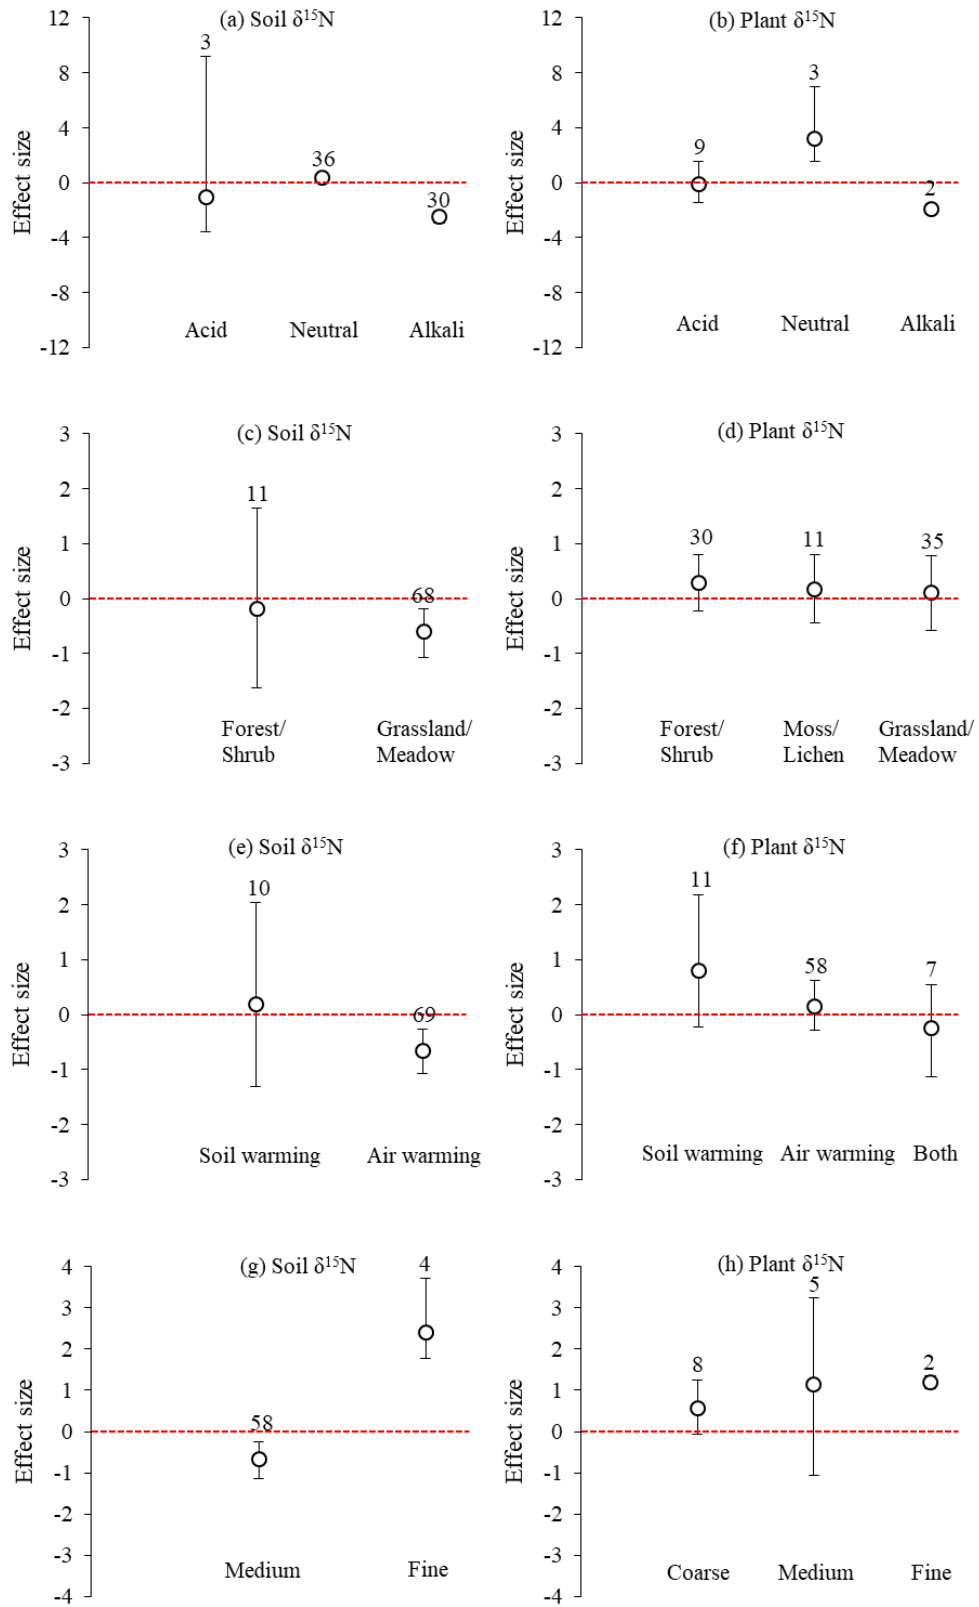 (a) Soil δ¹⁵N
12
8
4
0
-4
-8
-12
Effect size
3
36
30
Acid Neutral Alkali
(b) Plant δ¹⁵N
12
8
4
0
-4
-8
-12
Effect size
9
3
2
Acid Neutral Alkali
(c) Soil δ¹⁵N
3
2
1
0
-1
-2
-3
Effect size
11
68
Forest/
Shrub
Grassland/
Meadow
(d) Plant δ¹⁵N
3
2
1
0
-1
-2
-3
Effect size
30
11
35
Forest/
Shrub
Moss/
Lichen
Grassland/
Meadow
(e) Soil δ¹⁵N
3
2
1
0
-1
-2
-3
Effect size
10
69
Soil warming Air warming
(f) Plant δ¹⁵N
3
2
1
0
-1
-2
-3
Effect size
11
58
7
Soil warming Air warming Both
(g) Soil δ¹⁵N
4
3
2
1
0
-1
-2
-3
-4
Effect size
58
4
Medium Fine
(h) Plant δ¹⁵N
4
3
2
1
0
-1
-2
-3
-4
Effect size
8
5
2
Coarse Medium Fine